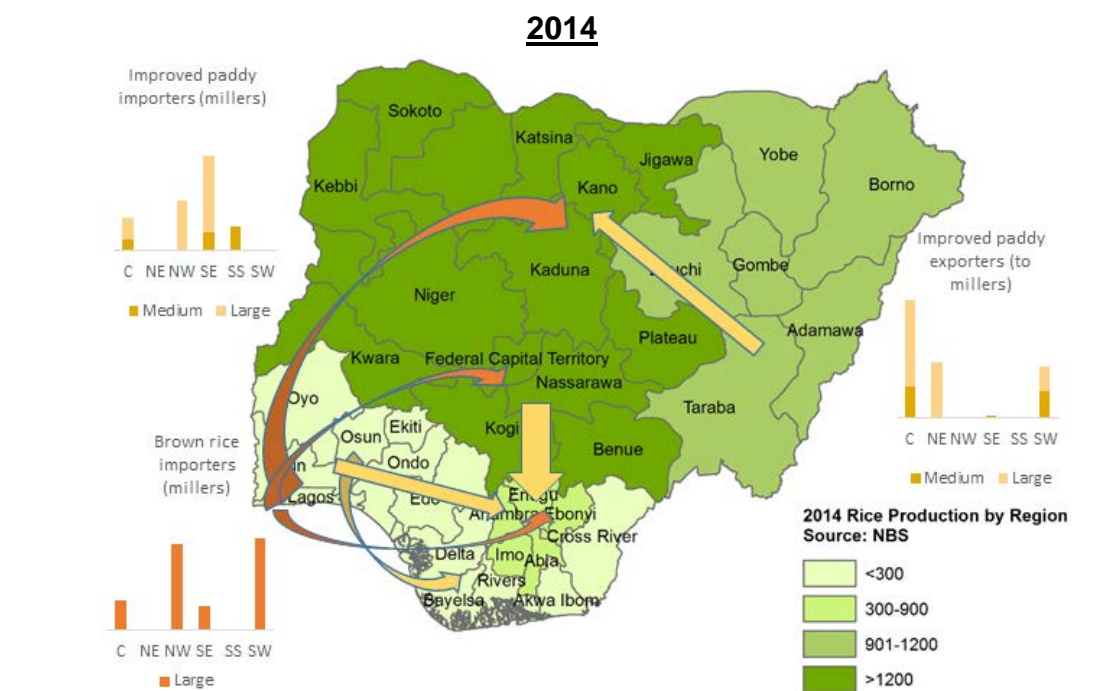 2014
Improved paddy
importers (millers)
C NE NW SE SS SW
Medium Large
Sokoto
Katsina
Jigawa
Yobe
Borno
Kebbi
Kano
Kaduna
Gombe
Niger
Adamawa
Plateau
Kwara
Federal Capital Territory
Nassarawa
Taraba
Oyo
Osun
Ekiti
Kogi
Benue
Ondo
Lagos
Enugu
Anambra
Ebonyi
Cross River
Delta
Imo
Abia
Rivers
Bayelsa
Akwa Ibom
Improved paddy
exporters (to
millers)
C NE NW SE SS SW
Medium Large
Brown rice
importers
(millers)
C NE NW SE SS SW
Large
2014 Rice Production by Region
Source: NBS
<300
300-900
901-1200
>1200